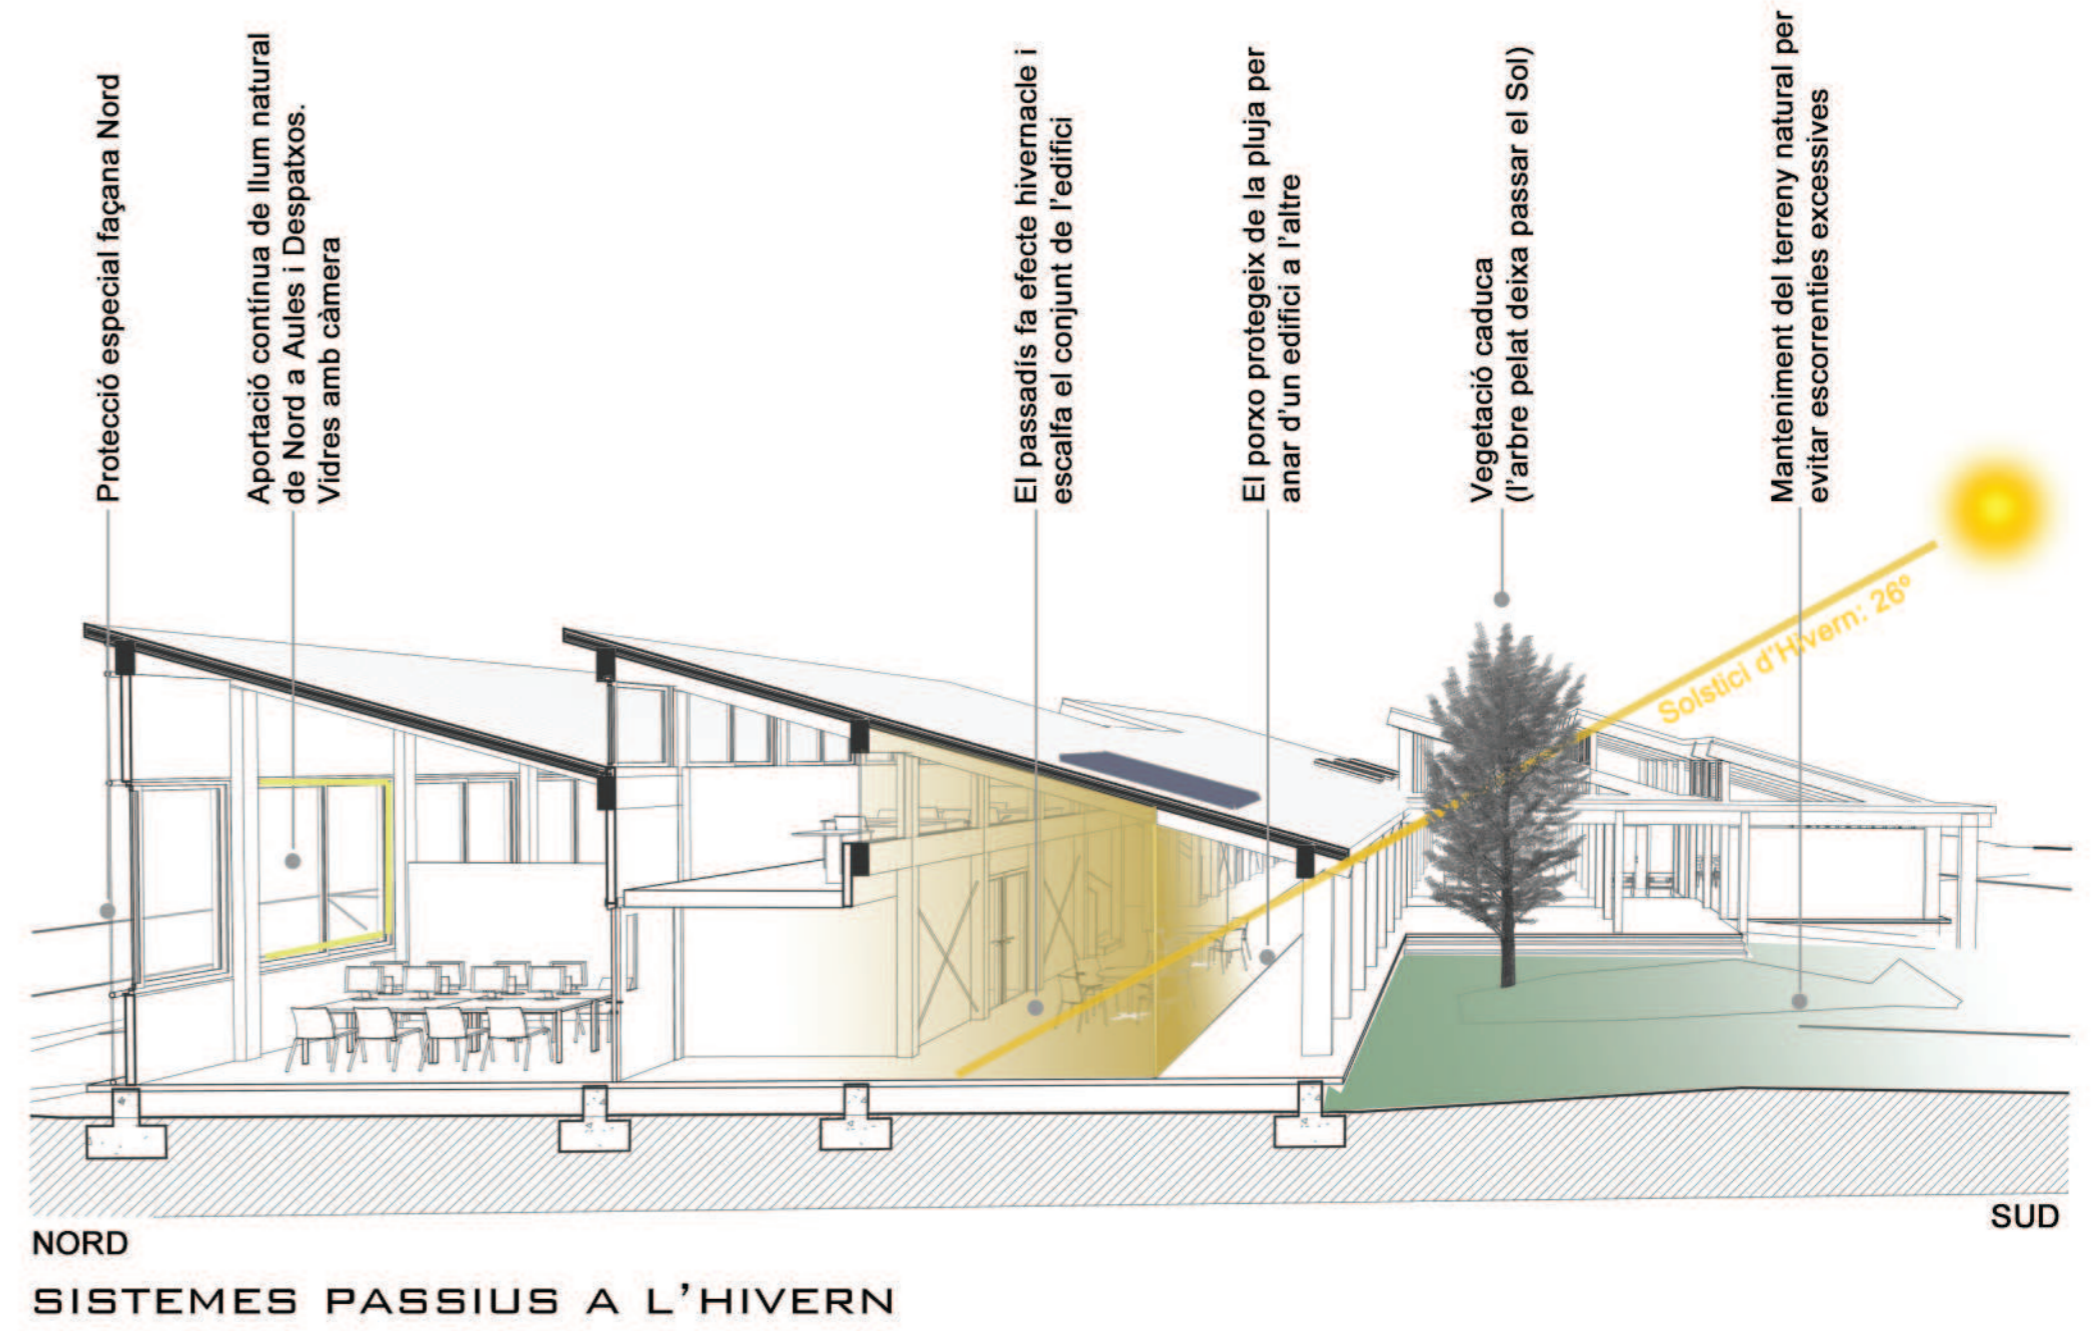 Protecció especial façana Nord
Aportació contínua de llum natural
de Nord a Aules i Despatxos.
Vidres amb càmera
El passadís fa efecte hivernacle i
escalfa el conjunt de l'edifici
El porxo protegeix de la pluja per
anar d'un edifici a l'altre
Vegetació caduca
(l'arbre pelat deixa passar el Sol)
Manteniment del terreny natural per
evitar escorrenties excessives
Solstici d'Hivern: 26º
NORD
SUD
SISTEMES PASSIUS A L'HIVERN